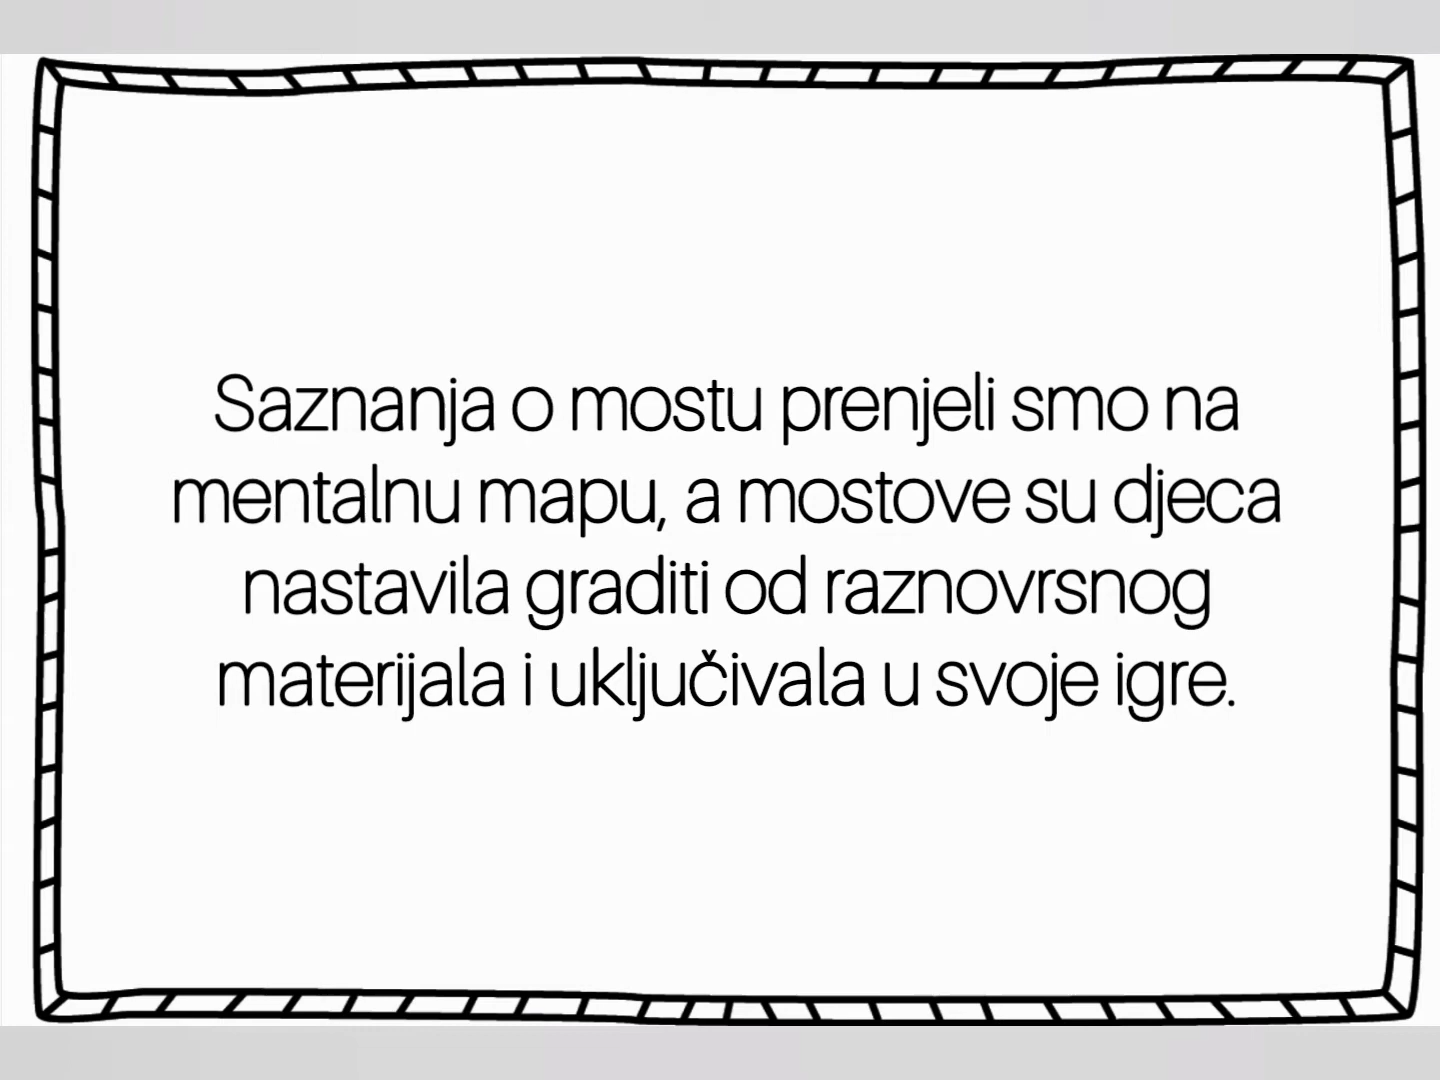 Saznanja o mostu prenjeli smo na
mentalnu mapu, a mostove su djeca
nastavila graditi od raznovrsnog
materijala i uključivala u svoje igre.